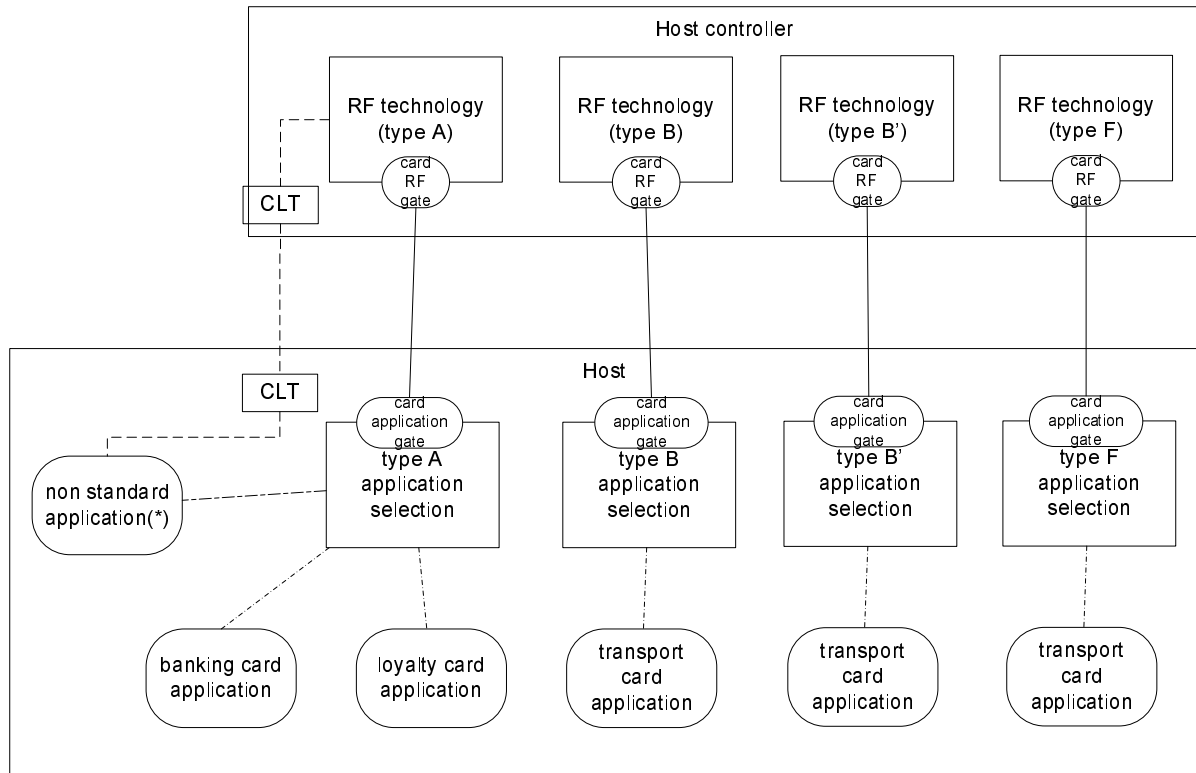 Host controller
RF technology
(type A)
card
RF
gate
RF technology
(type B)
card
RF
gate
RF technology
(type B’)
card
RF
gate
RF technology
(type F)
card
RF
gate
CLT
Host
CLT
card
application
gate
type A
application
selection
card
application
gate
type B
application
selection
card
application
gate
type B’
application
selection
card
application
gate
type F
application
selection
non standard
application(*)
banking card
application
loyalty card
application
transport
card
application
transport
card
application
transport
card
application